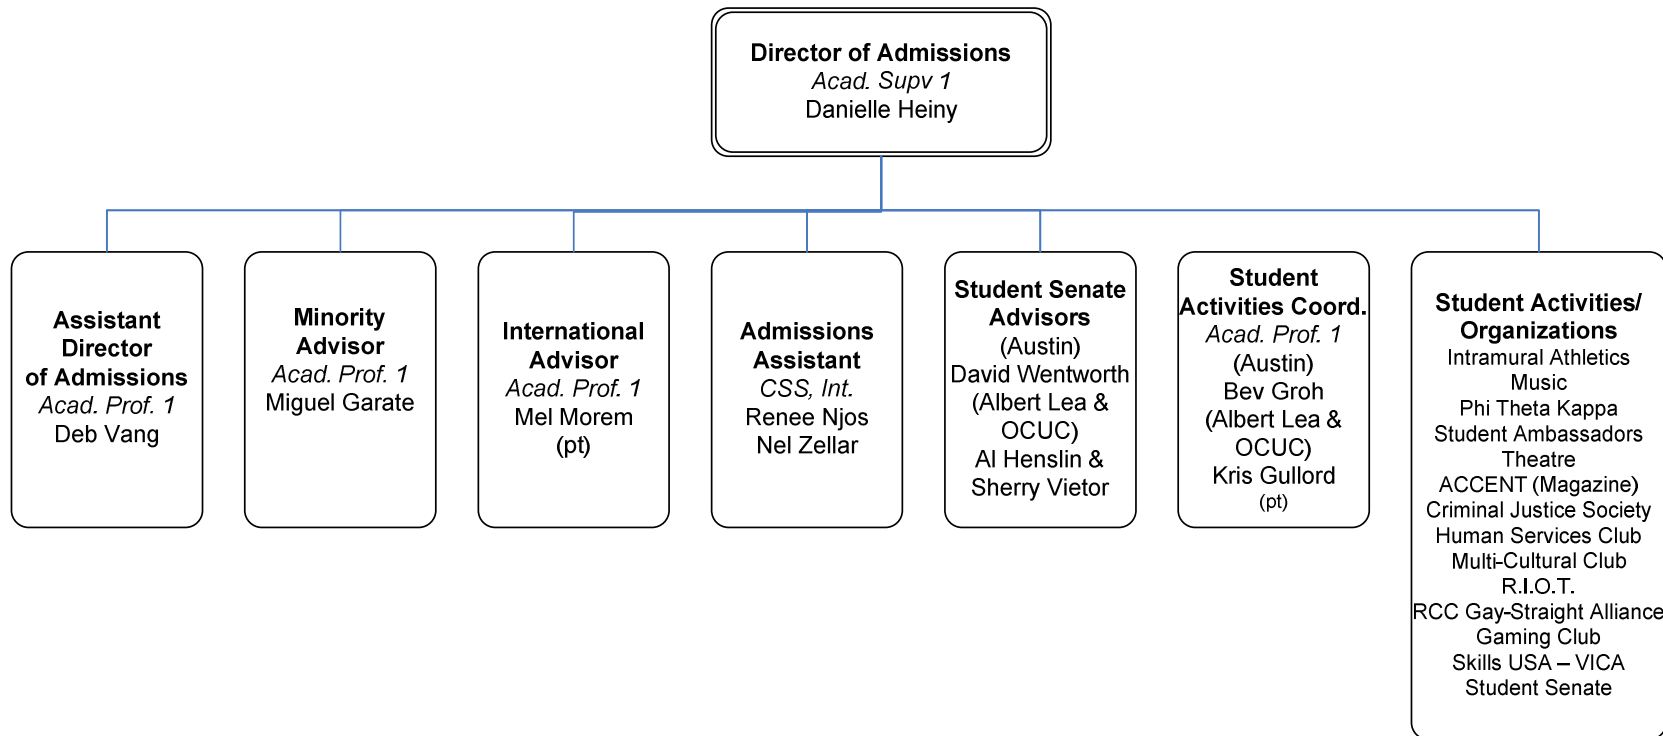 Director of Admissions
Acad. Supv 1
Danielle Heiny
Assistant
Director
of Admissions
Acad. Prof. 1
Deb Vang
Minority
Advisor
Acad. Prof. 1
Miguel Garate
International
Advisor
Acad. Prof. 1
Mel Morem
(pt)
Admissions
Assistant
CSS, Int.
Renee Njos
Nel Zellar
Student Senate
Advisors
(Austin)
David Wentworth
(Albert Lea &
OCUC)
Al Henslin &
Sherry Vietor
Student
Activities Coord.
Acad. Prof. 1
(Austin)
Bev Groh
(Albert Lea &
OCUC)
Kris Gullord
(pt)
Student Activities/
Organizations
Intramural Athletics
Music
Phi Theta Kappa
Student Ambassadors
Theatre
ACCENT (Magazine)
Criminal Justice Society
Human Services Club
Multi-Cultural Club
R.I.O.T.
RCC Gay-Straight Alliance
Gaming Club
Skills USA – VICA
Student Senate